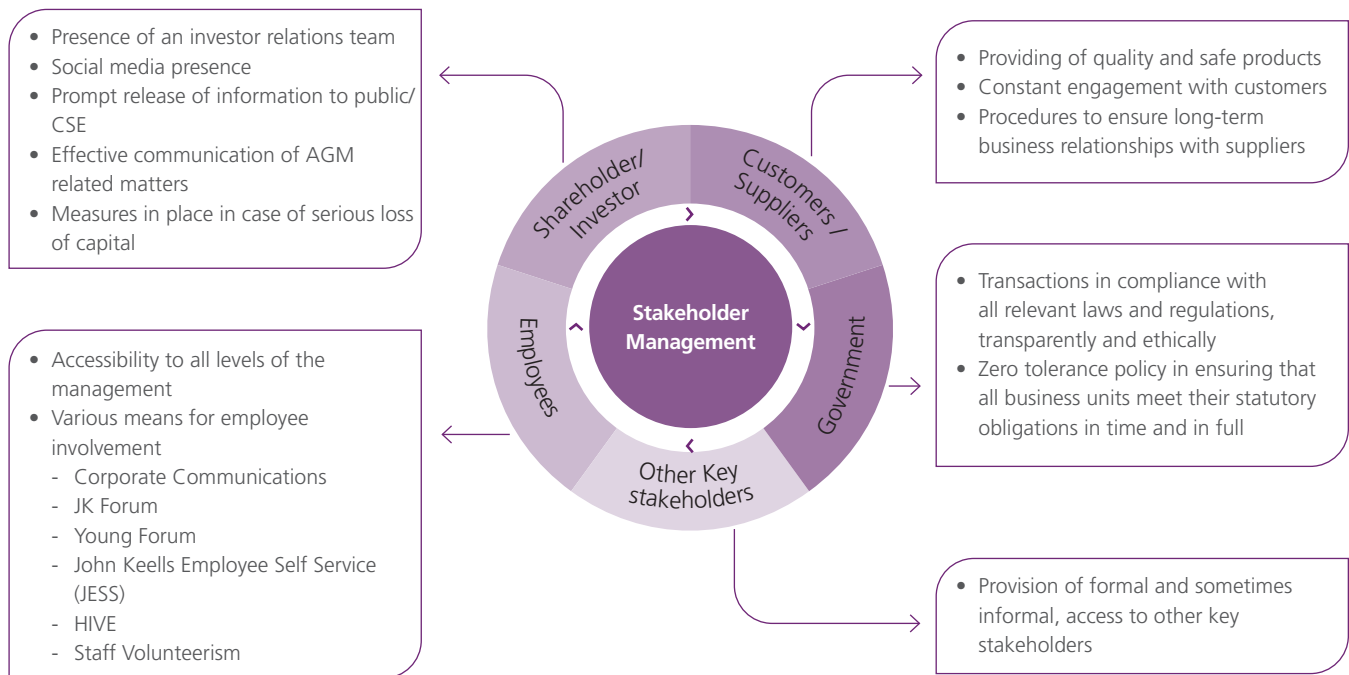 • Presence of an investor relations team
• Social media presence
• Prompt release of information to public/
CSE
• Effective communication of AGM
related matters
• Measures in place in case of serious loss
of capital
• Providing of quality and safe products
• Constant engagement with customers
• Procedures to ensure long-term
business relationships with suppliers
Shareholder/
Investor
Customers /
Suppliers
Stakeholder
Management
Employees
Government
Other Key
stakeholders
• Transactions in compliance with
all relevant laws and regulations,
transparently and ethically
• Zero tolerance policy in ensuring that
all business units meet their statutory
obligations in time and in full
• Accessibility to all levels of the
management
• Various means for employee
involvement
- Corporate Communications
- JK Forum
- Young Forum
- John Keells Employee Self Service
(JESS)
- HIVE
- Staff Volunteerism
• Provision of formal and sometimes
informal, access to other key
stakeholders